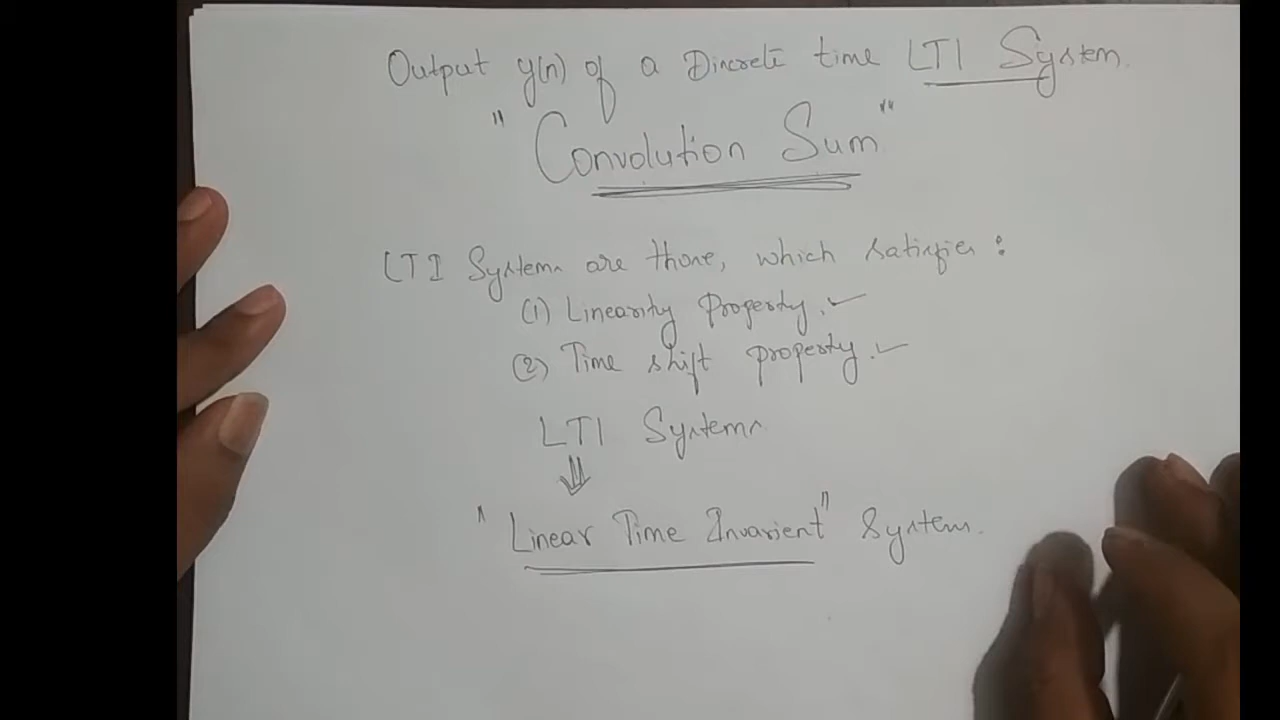 Output y(n) of a Discrete time LTI System.
"Convolution Sum"
LTI Systems are those, which satisfies :
(1) Linearity Property. ✓
(2) Time shift property. ✓
LTI Systems
⇓
"Linear Time Invarient" System.